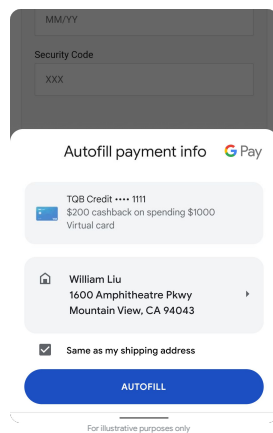 MM/YY
Security Code
XXX
Autofill payment info G Pay
TQB Credit •••• 1111
$200 cashback on spending $1000
Virtual card
William Liu
1600 Amphitheatre Pkwy
Mountain View, CA 94043
Same as my shipping address
AUTOFILL
For illustrative purposes only